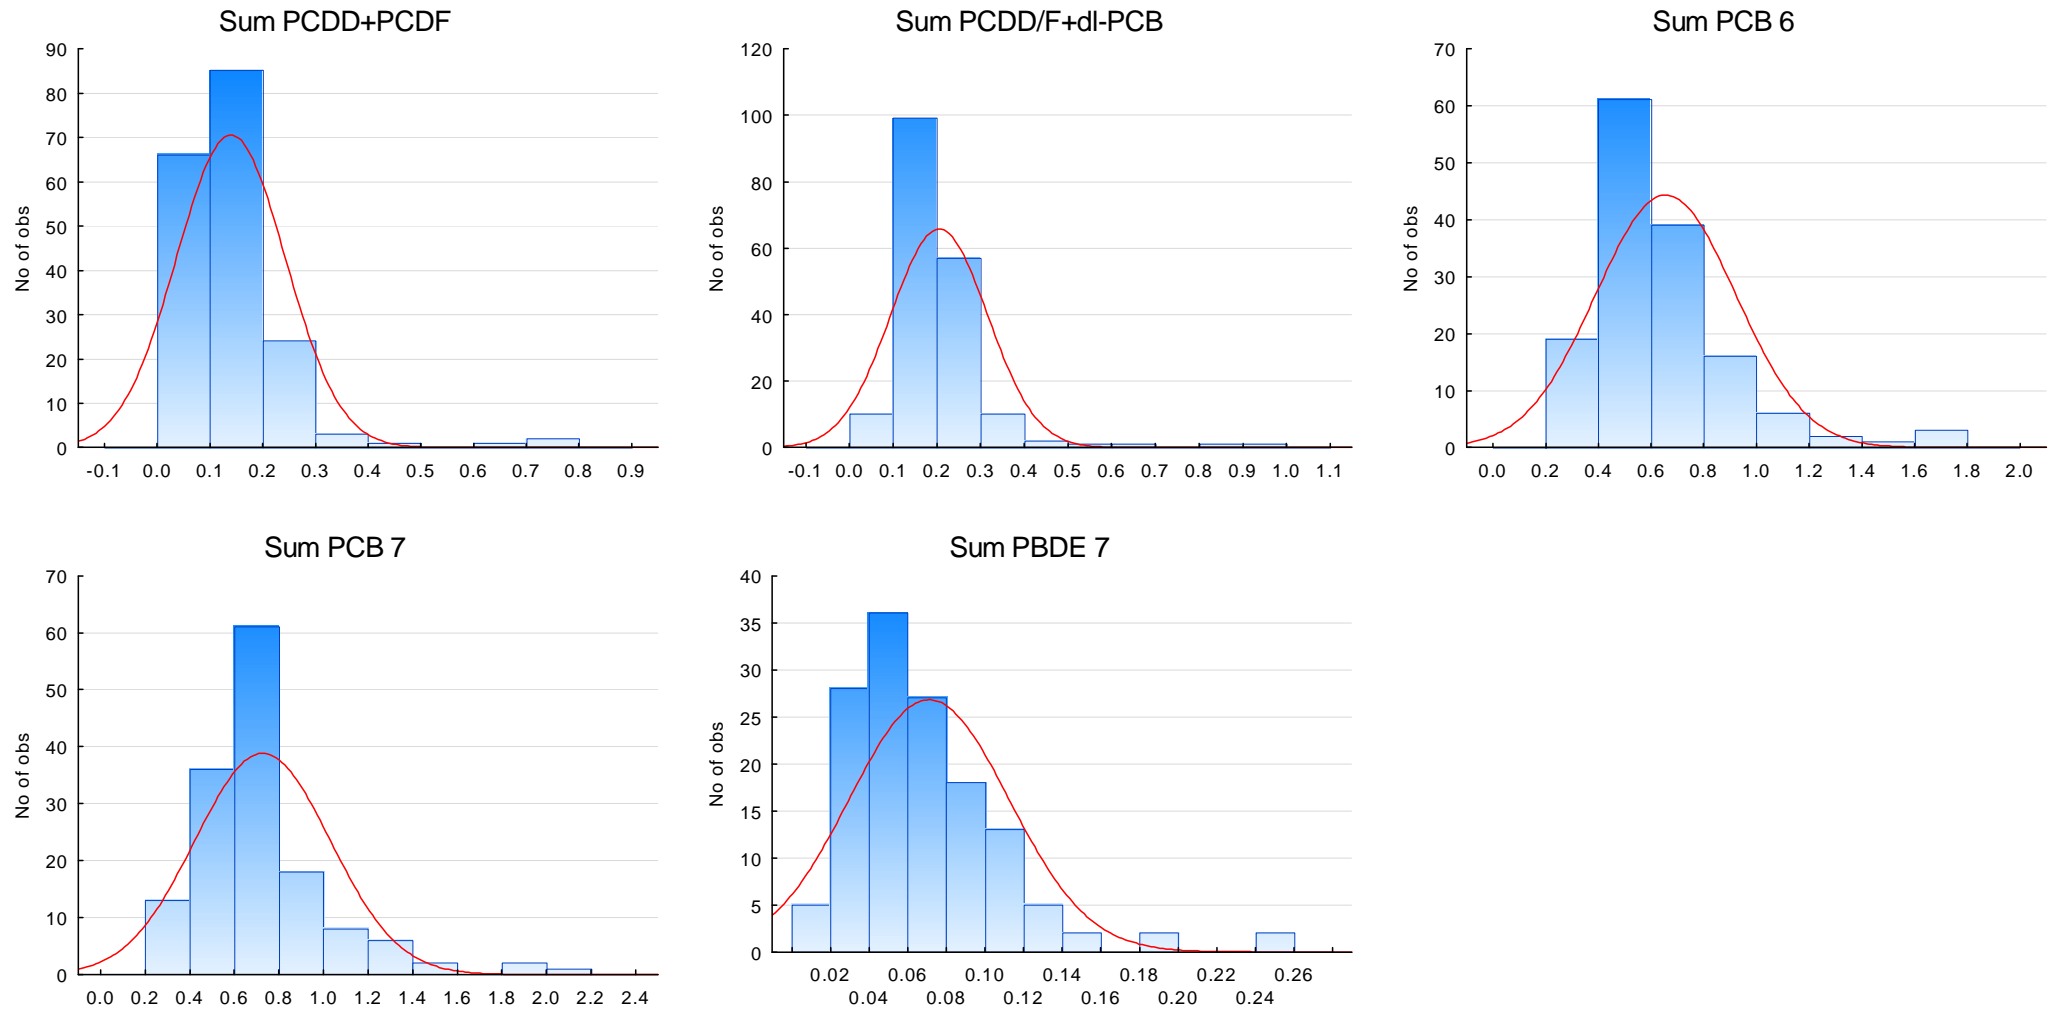 Sum PCDD+PCDF
90
80
70
60
50
40
30
20
10
0
No of obs
-0.1 0.0 0.1 0.2 0.3 0.4 0.5 0.6 0.7 0.8 0.9
Sum PCDD/F+dl-PCB
120
100
80
60
40
20
0
No of obs
-0.1 0.0 0.1 0.2 0.3 0.4 0.5 0.6 0.7 0.8 0.9 1.0 1.1
Sum PCB 6
70
60
50
40
30
20
10
0
No of obs
0.0 0.2 0.4 0.6 0.8 1.0 1.2 1.4 1.6 1.8 2.0
Sum PCB 7
70
60
50
40
30
20
10
0
No of obs
0.0 0.2 0.4 0.6 0.8 1.0 1.2 1.4 1.6 1.8 2.0 2.2 2.4
Sum PBDE 7
40
35
30
25
20
15
10
5
0
No of obs
0.02 0.06 0.10 0.14 0.18 0.22 0.26
0.04 0.08 0.12 0.16 0.20 0.24